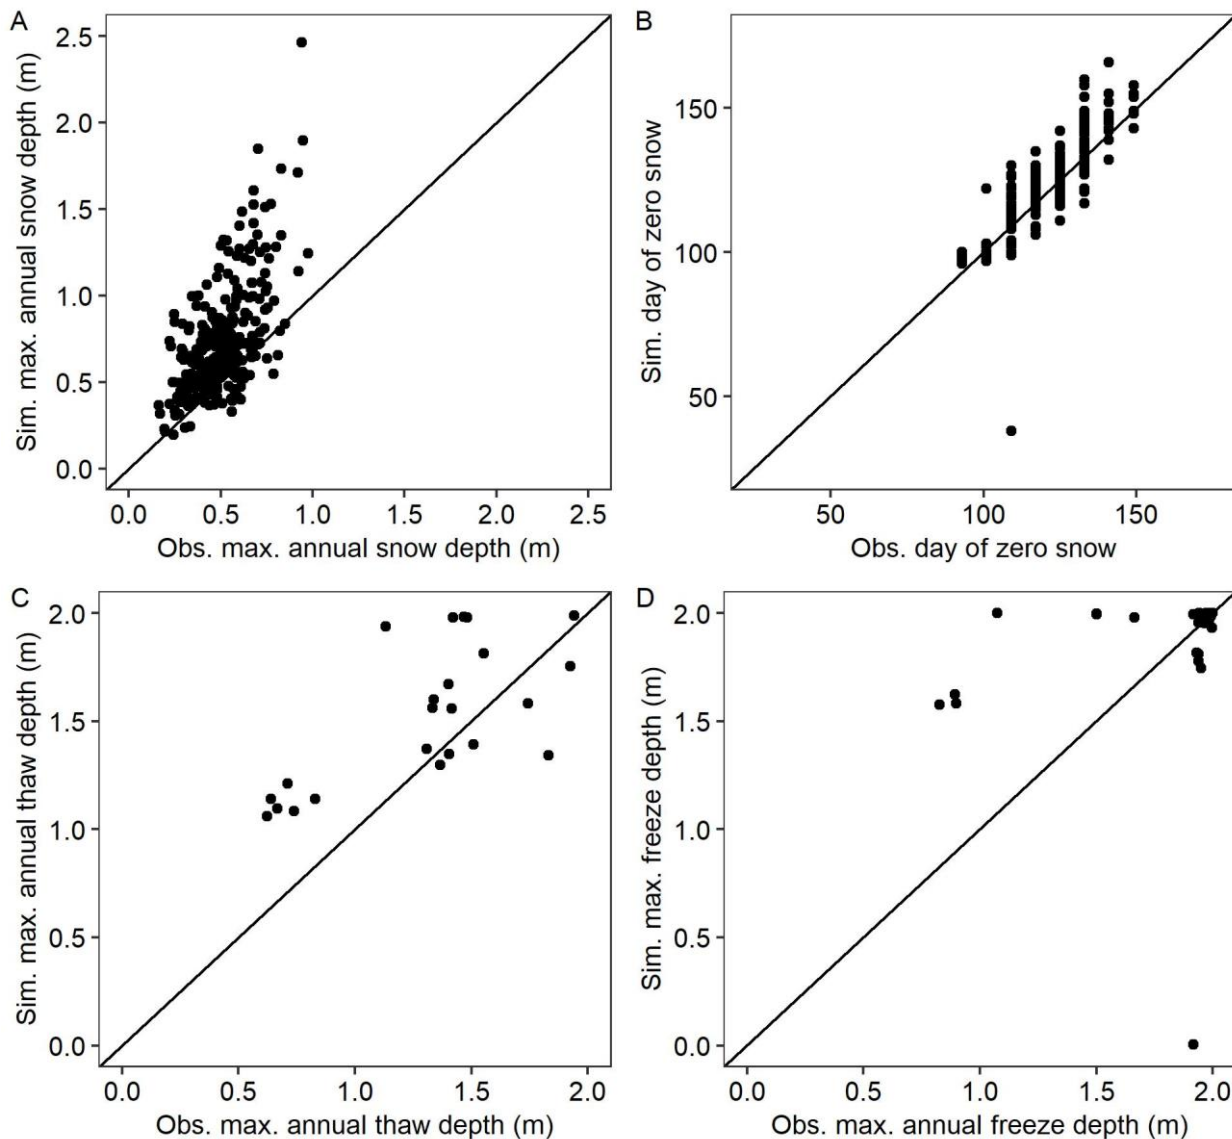 A
Sim. max. annual snow depth (m)
2.5
2.0
1.5
1.0
0.5
0.0
0.0 0.5 1.0 1.5 2.0 2.5
Obs. max. annual snow depth (m)
B
Sim. day of zero snow
150
100
50
50 100 150
Obs. day of zero snow
C
Sim. max. annual thaw depth (m)
2.0
1.5
1.0
0.5
0.0
0.0 0.5 1.0 1.5 2.0
Obs. max. annual thaw depth (m)
D
Sim. max. annual freeze depth (m)
2.0
1.5
1.0
0.5
0.0
0.0 0.5 1.0 1.5 2.0
Obs. max. annual freeze depth (m)